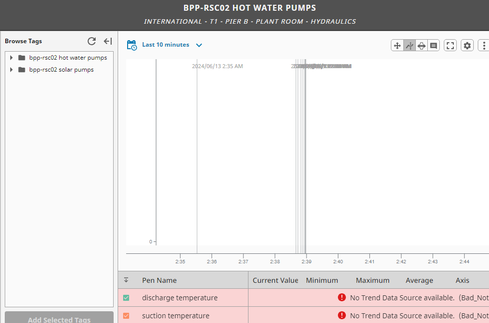 BPP-RSC02 HOT WATER PUMPS
INTERNATIONAL - T1 - PIER B - PLANT ROOM - HYDRAULICS
Browse Tags
bpp-rsc02 hot water pumps
bpp-rsc02 solar pumps
Add Selected Tags
Last 10 minutes
2024/06/13 2:35 AM
0
2:35 2:36 2:37 2:38 2:39 2:40 2:41 2:42 2:43 2:44
Pen Name Current Value Minimum Maximum Average Axis
discharge temperature No Trend Data Source available. (Bad_Not
suction temperature No Trend Data Source available. (Bad_Not